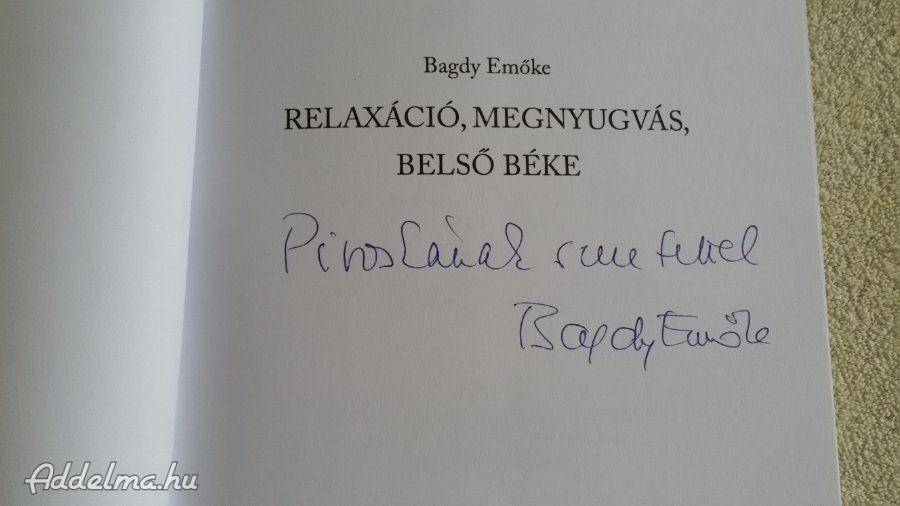 Bagdy Emőke
RELAXÁCIÓ, MEGNYUGVÁS,
BELSŐ BÉKE
Piroskának szeretettel
Bagdy Emőke
Addelma.hu